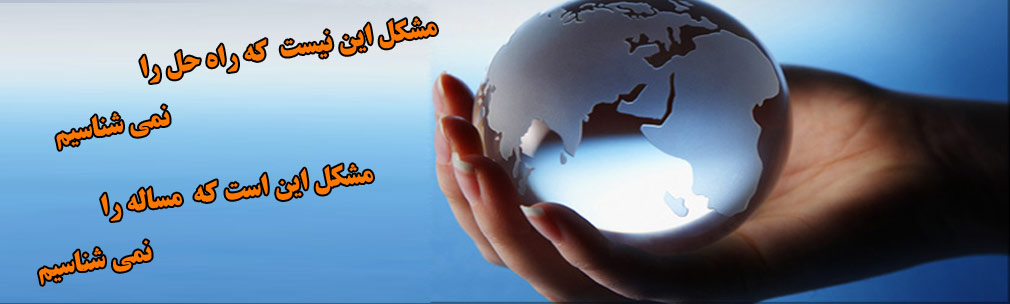 مشکل این نیست که راه حل را
نمی شناسیم
مشکل این است که مساله را
نمی شناسیم